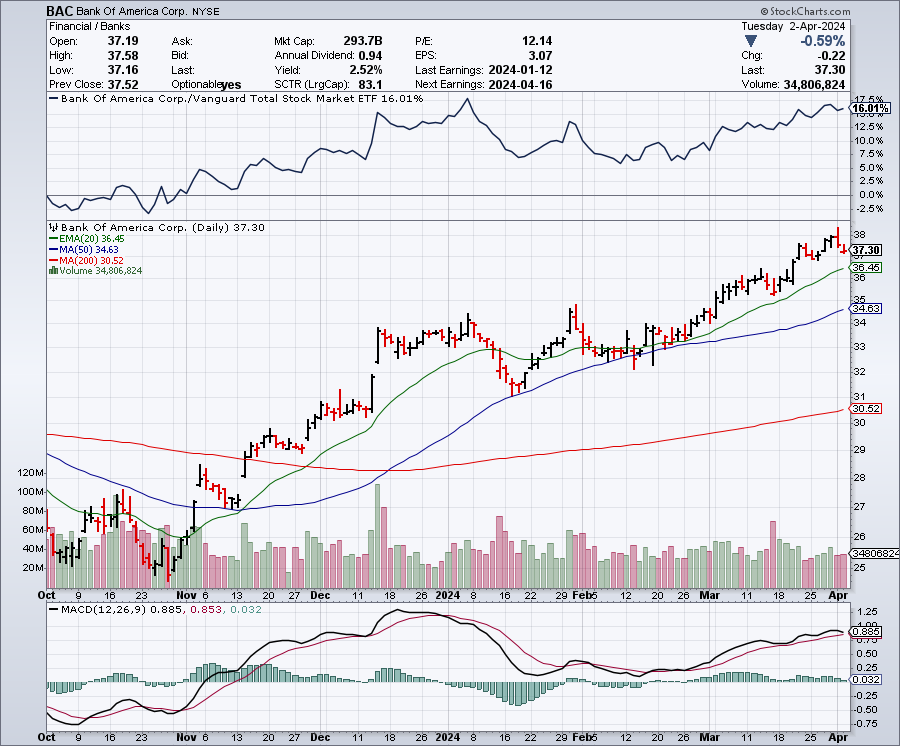 BAC Bank Of America Corp. NYSE © StockCharts.com
Financial / Banks Tuesday 2-Apr-2024
Open: 37.19 Ask: Mkt Cap: 293.7B P/E: 12.14 ▼ -0.59%
High: 37.58 Bid: Annual Dividend: 0.94 EPS: 3.07 Chg: -0.22
Low: 37.16 Last: Yield: 2.52% Last Earnings: 2024-01-12 Last: 37.30
Prev Close: 37.52 Optionable yes SCTR (LrgCap): 83.1 Next Earnings: 2024-04-16 Volume: 34,806,824
Bank Of America Corp./Vanguard Total Stock Market ETF 16.01%
17.5%
16.01%
12.5%
10.0%
7.5%
5.0%
2.5%
0.0%
-2.5%
Bank Of America Corp. (Daily) 37.30
EMA(20) 36.45
MA(50) 34.63
MA(200) 30.52
Volume 34,806,824
38
37.30
36.45
36
35
34.63
34
33
32
31
30.52
30
29
28
27
26
34806824
25
120M
100M
80M
60M
40M
20M
Oct 9 16 23 Nov 6 13 20 27 Dec 11 18 26 2024 8 16 22 29 Feb 5 12 20 26 Mar 11 18 25 Apr
MACD(12,26,9) 0.885, 0.853, 0.032
1.25
1.00
0.885
0.75
0.50
0.25
0.032
-0.25
-0.50
-0.75
Oct 9 16 23 Nov 6 13 20 27 Dec 11 18 26 2024 8 16 22 29 Feb 5 12 20 26 Mar 11 18 25 Apr